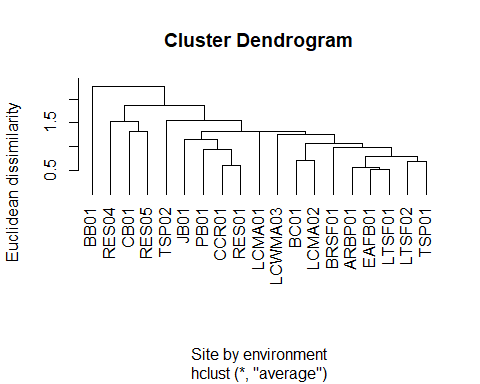 Cluster Dendrogram
Euclidean dissimilarity
1.5
0.5
BB01
RES04
CB01
RES05
TSP02
JB01
PB01
CCR01
RES01
LCMA01
LCWMA03
BC01
LCMA02
BRSF01
ARBP01
EAFB01
LTSF01
LTSF02
TSP01
Site by environment
hclust (*, "average")